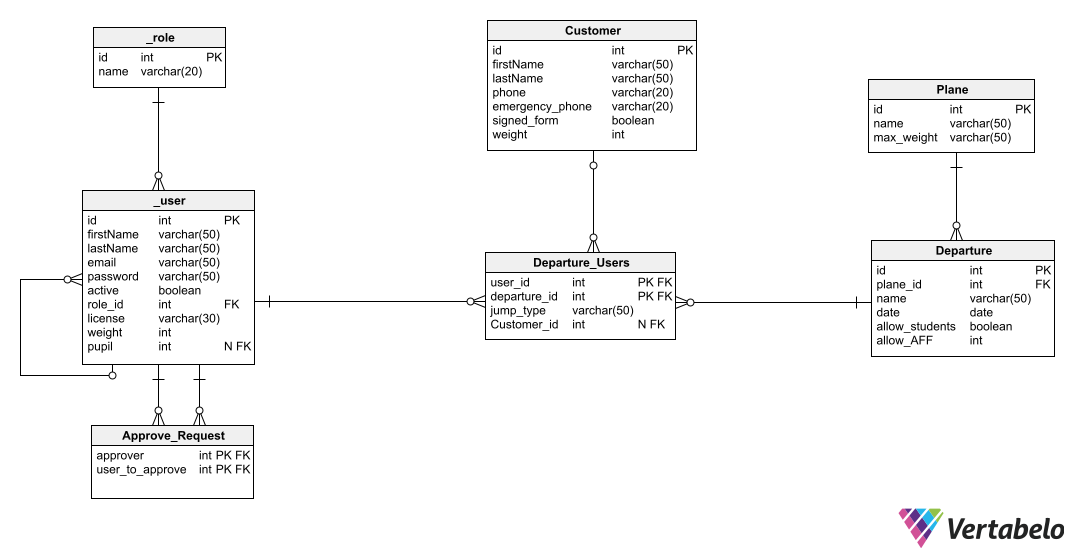 _role
id int PK
name varchar(20)
Customer
id int PK
firstName varchar(50)
lastName varchar(50)
phone varchar(20)
emergency_phone varchar(20)
signed_form boolean
weight int
Plane
id int PK
name varchar(50)
max_weight varchar(50)
_user
id int PK
firstName varchar(50)
lastName varchar(50)
email varchar(50)
password varchar(50)
active boolean
role_id int FK
license varchar(30)
weight int
pupil int N FK
Departure_Users
user_id int PK FK
departure_id int PK FK
jump_type varchar(50)
Customer_id int N FK
Departure
id int PK
plane_id int FK
name varchar(50)
date date
allow_students boolean
allow_AFF int
Approve_Request
approver int PK FK
user_to_approve int PK FK
Vertabelo